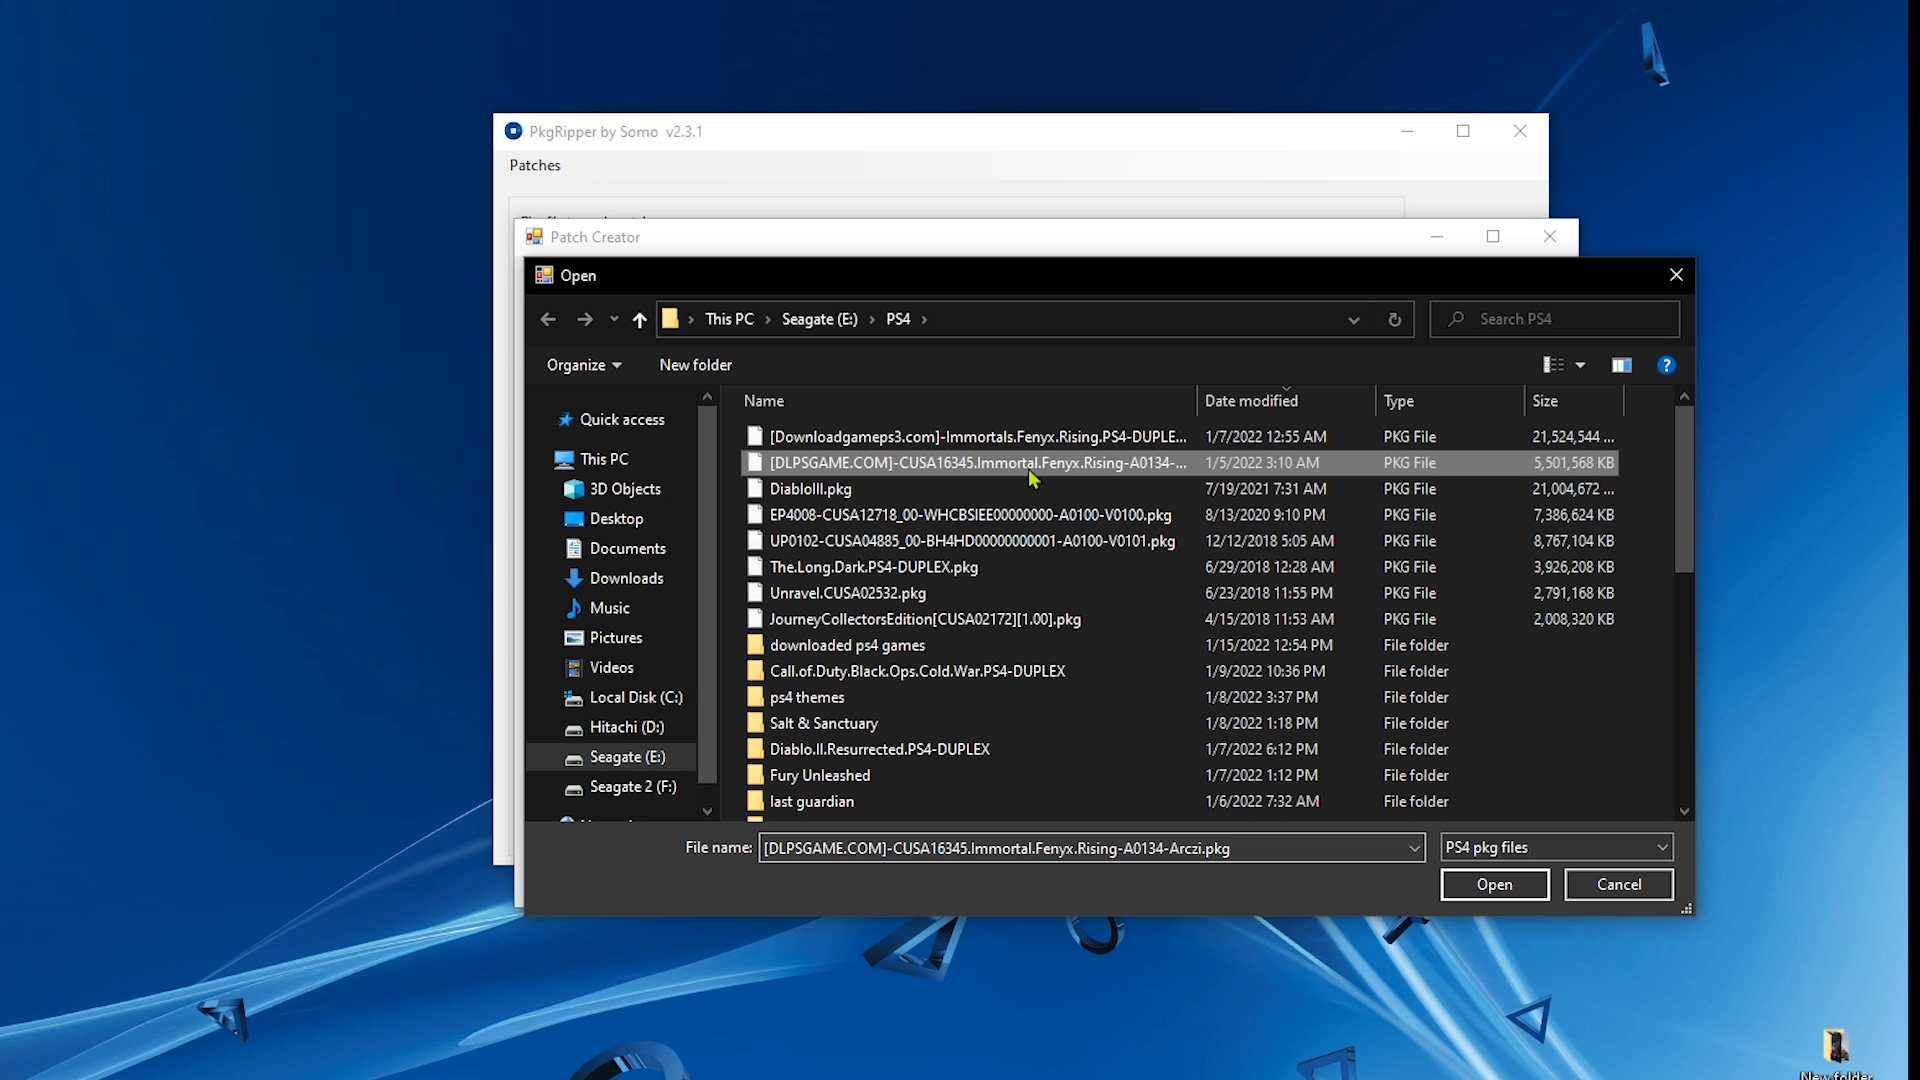 PkgRipper by Somo v2.3.1
Patches
Patch Creator
Open
This PC
Seagate (E:)
PS4
Search PS4
Organize
New folder
Name
Date modified
Type
Size
Quick access
This PC
3D Objects
Desktop
Documents
Downloads
Music
Pictures
Videos
Local Disk (C:)
Hitachi (D:)
Seagate (E:)
Seagate 2 (F:)
[Downloadgameps3.com]-Immortals.Fenyx.Rising.PS4-DUPLE... 1/7/2022 12:55 AM PKG File 21,524,544 ...
[DLPSGAME.COM]-CUSA16345.Immortal.Fenyx.Rising-A0134-... 1/5/2022 3:10 AM PKG File 5,501,568 KB
DiabloIII.pkg 7/19/2021 7:31 AM PKG File 21,004,672 ...
EP4008-CUSA12718_00-WHCBSIEE00000000-A0100-V0100.pkg 8/13/2020 9:10 PM PKG File 7,386,624 KB
UP0102-CUSA04885_00-BH4HD00000000001-A0100-V0101.pkg 12/12/2018 5:05 AM PKG File 8,767,104 KB
The.Long.Dark.PS4-DUPLEX.pkg 6/29/2018 12:28 AM PKG File 3,926,208 KB
Unravel.CUSA02532.pkg 6/23/2018 11:55 PM PKG File 2,791,168 KB
JourneyCollectorsEdition[CUSA02172][1.00].pkg 4/15/2018 11:53 AM PKG File 2,008,320 KB
downloaded ps4 games 1/15/2022 12:54 PM File folder
Call.of.Duty.Black.Ops.Cold.War.PS4-DUPLEX 1/9/2022 10:36 PM File folder
ps4 themes 1/8/2022 3:37 PM File folder
Salt & Sanctuary 1/8/2022 1:18 PM File folder
Diablo.II.Resurrected.PS4-DUPLEX 1/7/2022 6:12 PM File folder
Fury Unleashed 1/7/2022 1:12 PM File folder
last guardian 1/6/2022 7:32 AM File folder
File name: [DLPSGAME.COM]-CUSA16345.Immortal.Fenyx.Rising-A0134-Arczi.pkg
PS4 pkg files
Open
Cancel
New folder